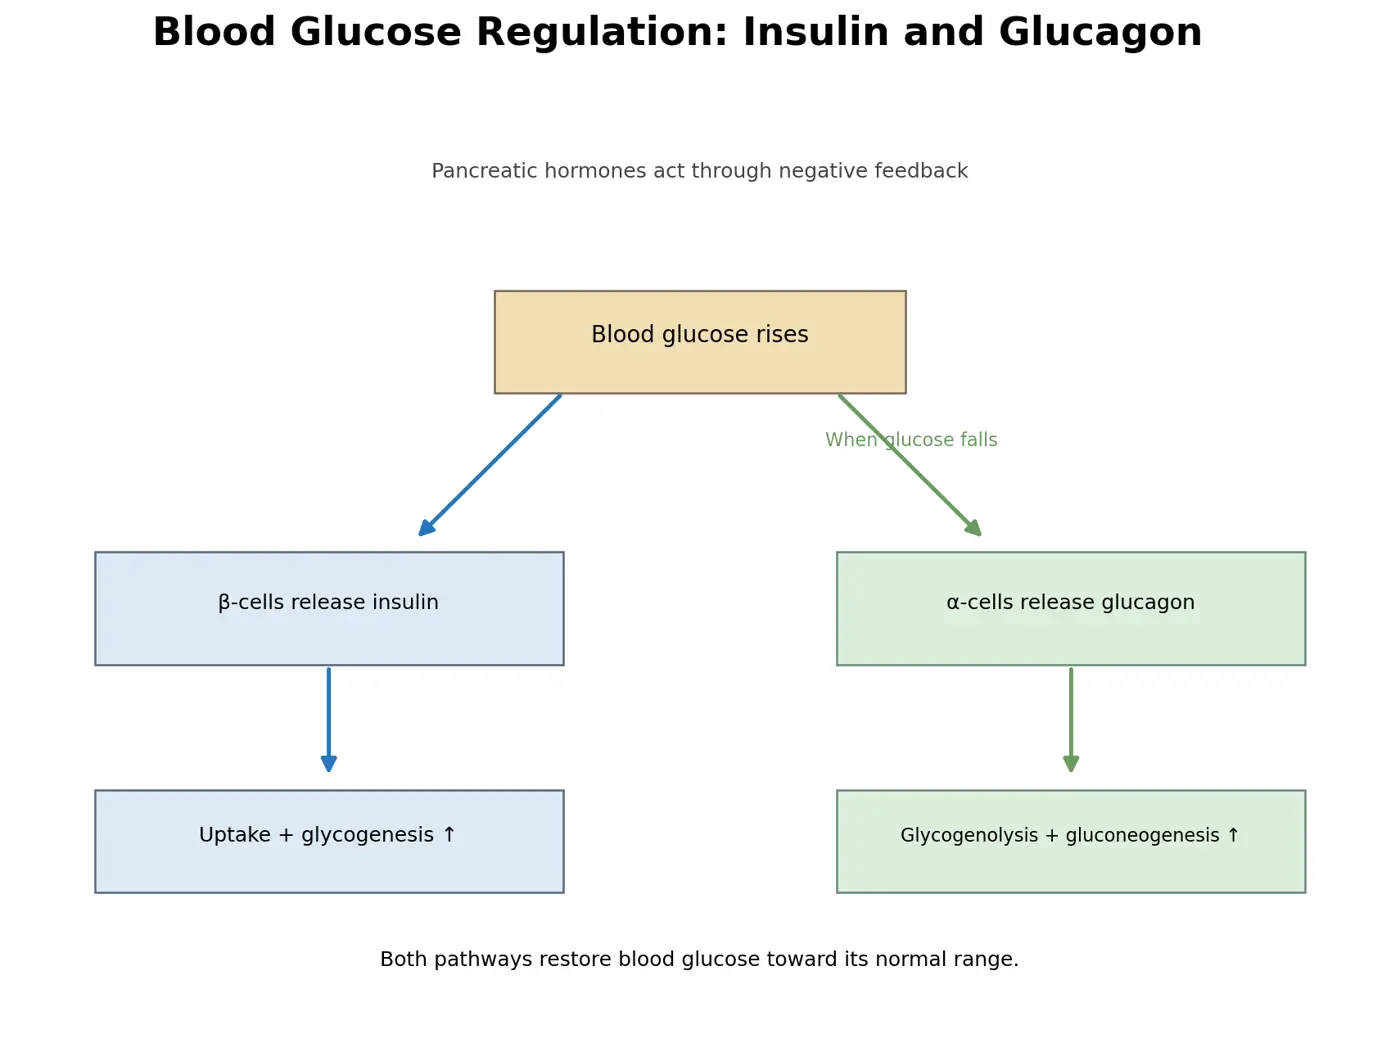 Blood Glucose Regulation: Insulin and Glucagon
Pancreatic hormones act through negative feedback
Blood glucose rises
When glucose falls
β-cells release insulin
α-cells release glucagon
Uptake + glycogenesis ↑
Glycogenolysis + gluconeogenesis ↑
Both pathways restore blood glucose toward its normal range.